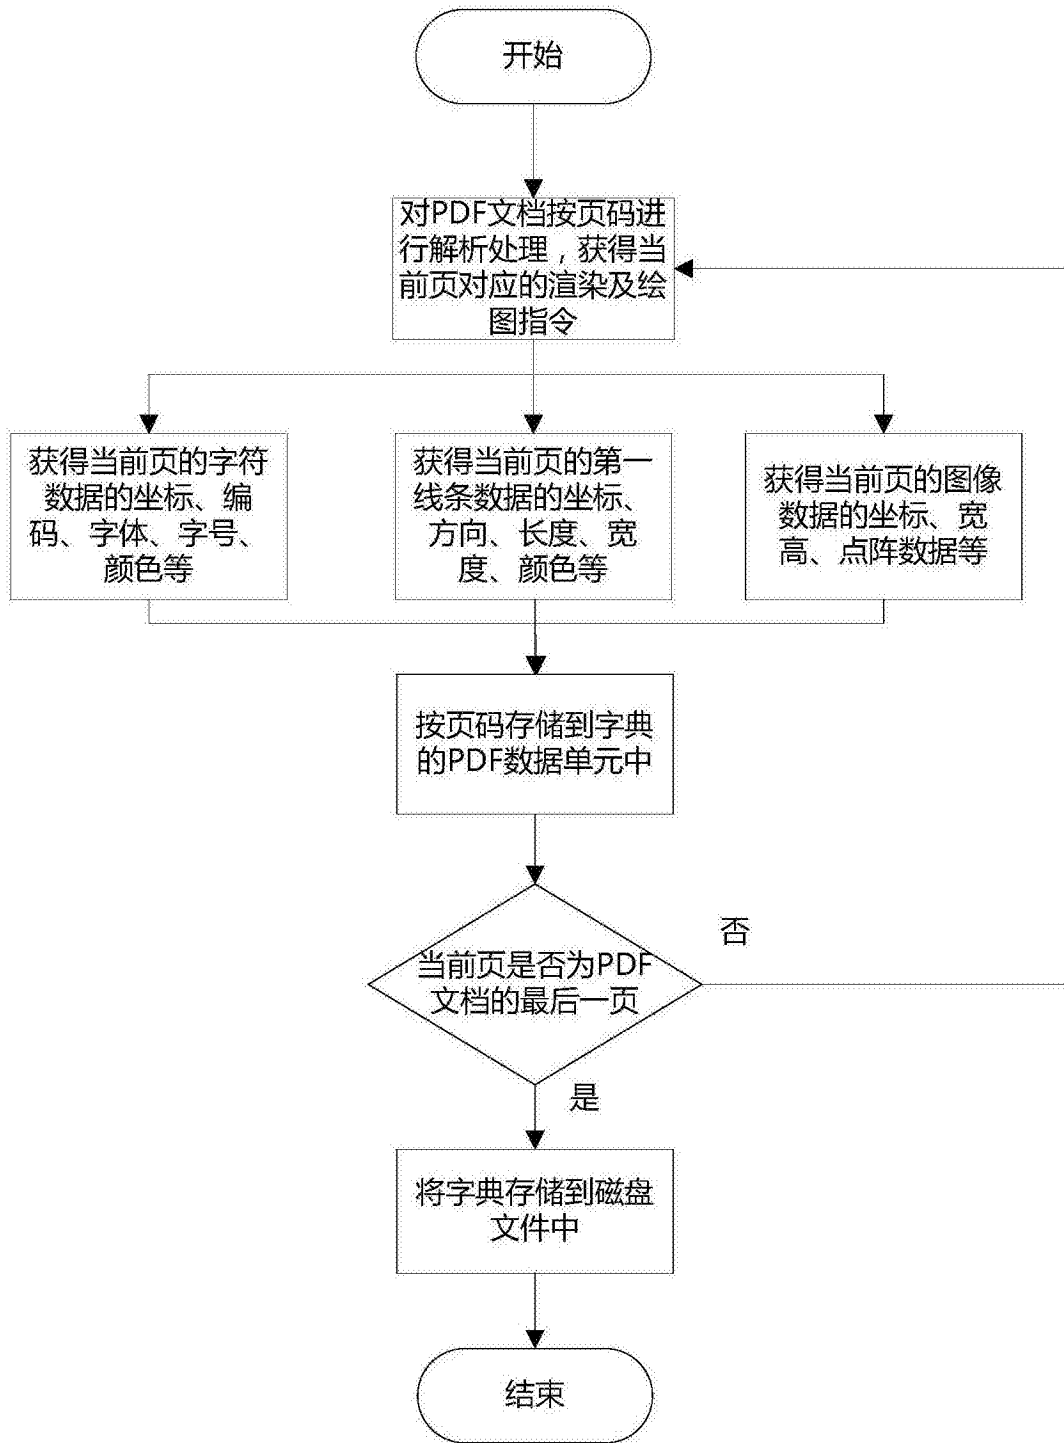 开始
对PDF文档按页码进
行解析处理，获得当
前页对应的渲染及绘
图指令
获得当前页的字符
数据的坐标、编
码、字体、字号、
颜色等
获得当前页的第一
线条数据的坐标、
方向、长度、宽
度、颜色等
获得当前页的图像
数据的坐标、宽
高、点阵数据等
按页码存储到字典
的PDF数据单元中
当前页是否为PDF
文档的最后一页
否
是
将字典存储到磁盘
文件中
结束